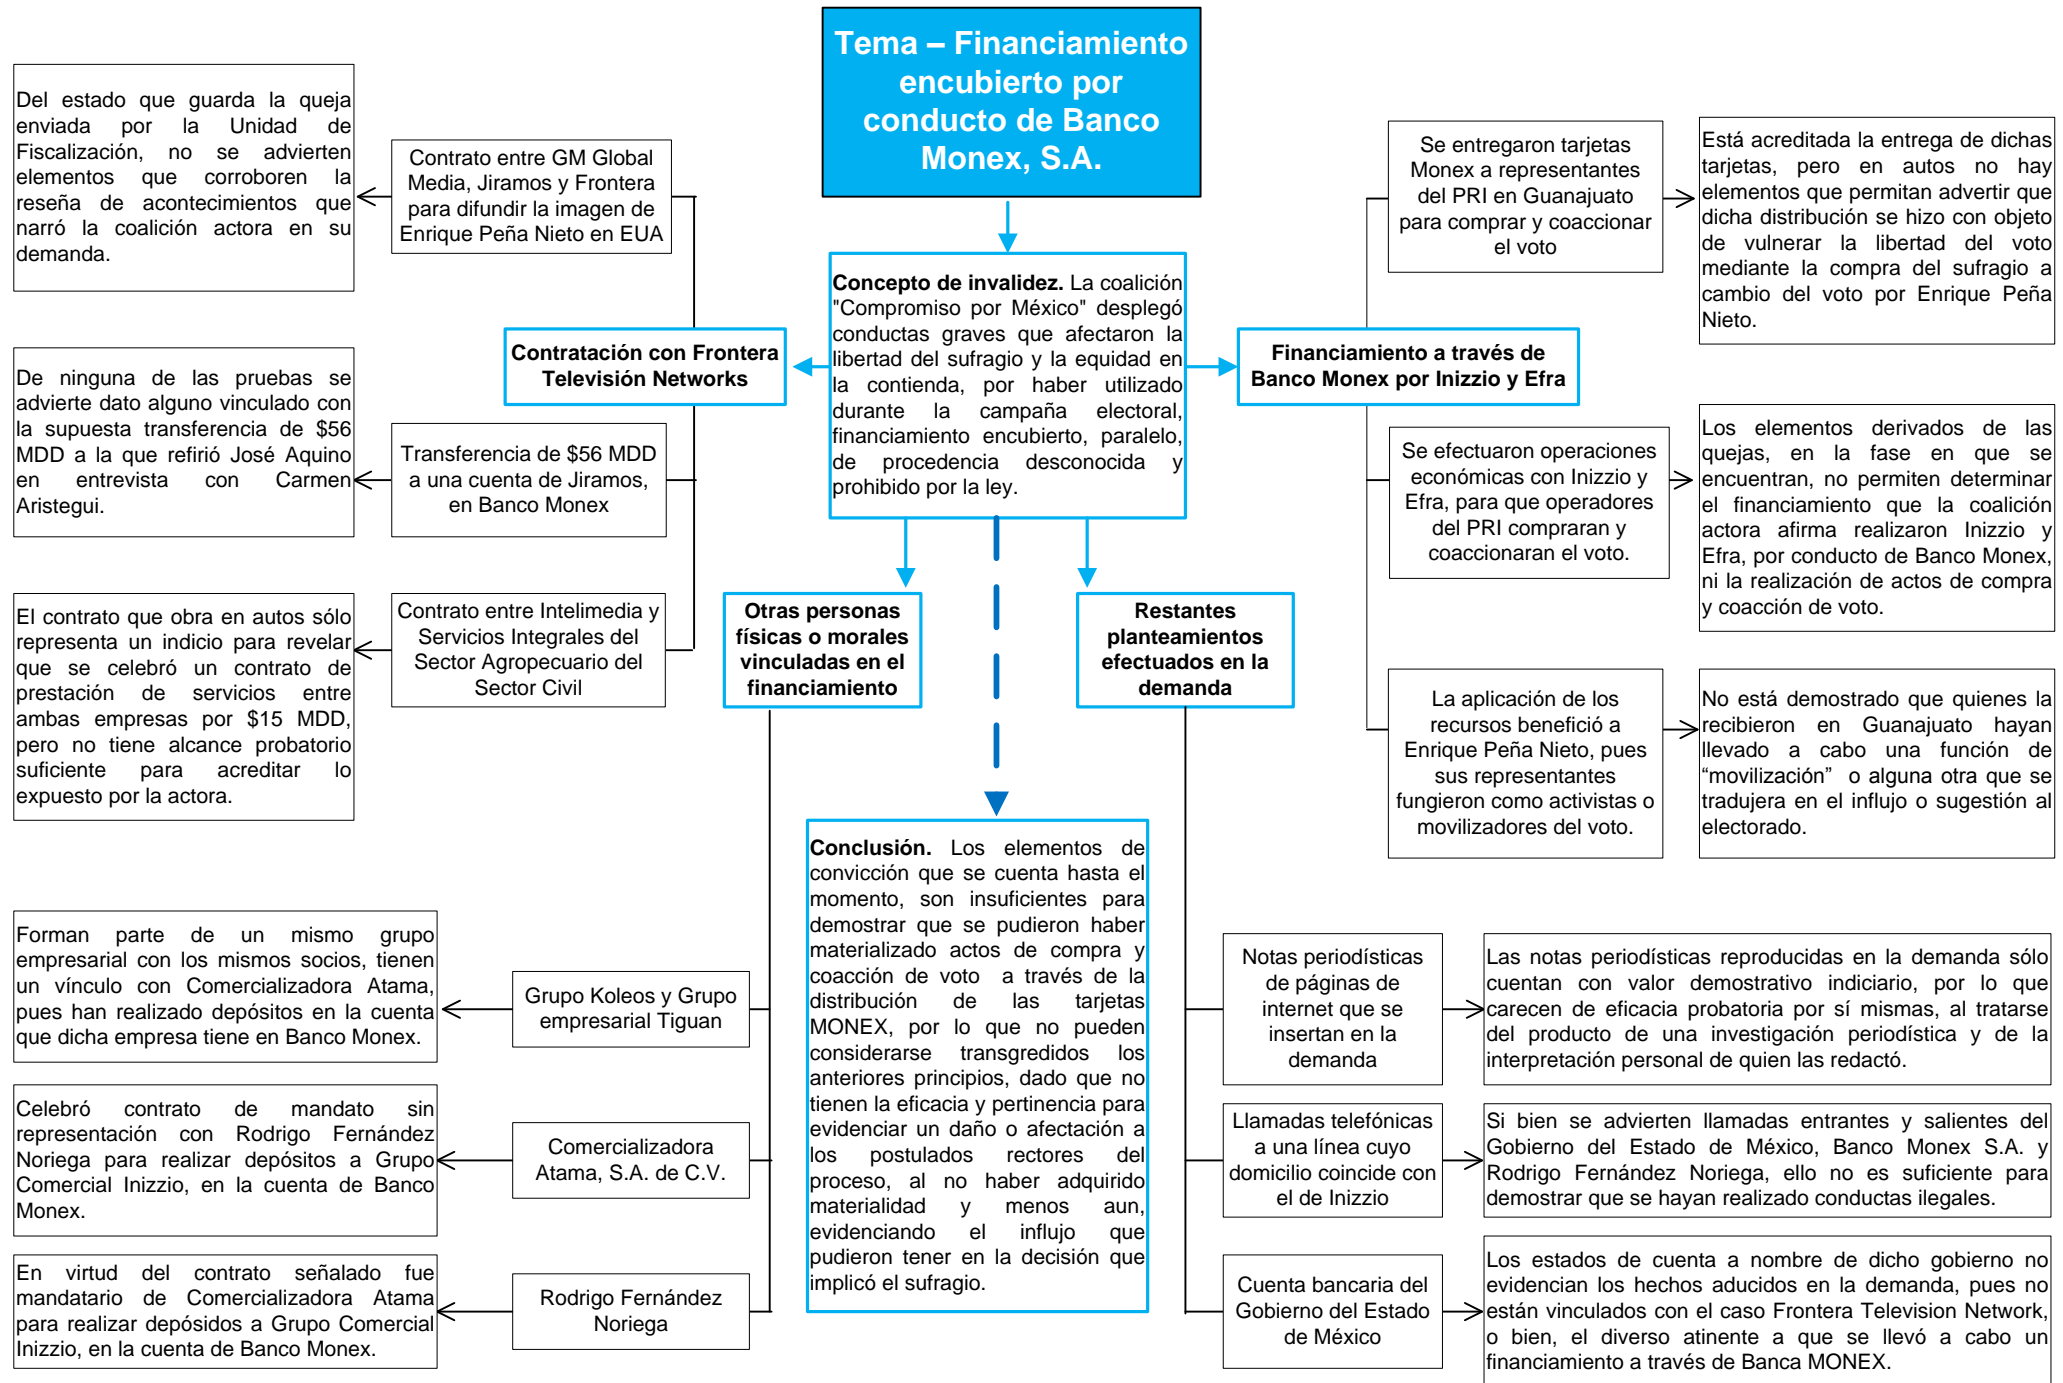 Tema – Financiamiento
encubierto por
conducto de Banco
Monex, S.A.
Concepto de invalidez. La coalición
"Compromiso por México" desplegó
conductas graves que afectaron la
libertad del sufragio y la equidad en
la contienda, por haber utilizado
durante la campaña electoral,
financiamiento encubierto, paralelo,
de procedencia desconocida y
prohibido por la ley.
Contratación con Frontera
Televisión Networks
Contrato entre GM Global
Media, Jiramos y Frontera
para difundir la imagen de
Enrique Peña Nieto en EUA
Del estado que guarda la queja
enviada por la Unidad de
Fiscalización, no se advierten
elementos que corroboren la
reseña de acontecimientos que
narró la coalición actora en su
demanda.
Transferencia de $56 MDD
a una cuenta de Jiramos,
en Banco Monex
De ninguna de las pruebas se
advierte dato alguno vinculado con
la supuesta transferencia de $56
MDD a la que refirió José Aquino
en entrevista con Carmen
Aristegui.
Contrato entre Intelimedia y
Servicios Integrales del
Sector Agropecuario del
Sector Civil
El contrato que obra en autos sólo
representa un indicio para revelar
que se celebró un contrato de
prestación de servicios entre
ambas empresas por $15 MDD,
pero no tiene alcance probatorio
suficiente para acreditar lo
expuesto por la actora.
Financiamiento a través de
Banco Monex por Inizzio y Efra
Se entregaron tarjetas
Monex a representantes
del PRI en Guanajuato
para comprar y coaccionar
el voto
Está acreditada la entrega de dichas
tarjetas, pero en autos no hay
elementos que permitan advertir que
dicha distribución se hizo con objeto
de vulnerar la libertad del voto
mediante la compra del sufragio a
cambio del voto por Enrique Peña
Nieto.
Se efectuaron operaciones
económicas con Inizzio y
Efra, para que operadores
del PRI compraran y
coaccionaran el voto.
Los elementos derivados de las
quejas, en la fase en que se
encuentran, no permiten determinar
el financiamiento que la coalición
actora afirma realizaron Inizzio y
Efra, por conducto de Banco Monex,
ni la realización de actos de compra
y coacción de voto.
La aplicación de los
recursos benefició a
Enrique Peña Nieto, pues
sus representantes
fungieron como activistas o
movilizadores del voto.
No está demostrado que quienes la
recibieron en Guanajuato hayan
llevado a cabo una función de
“movilización” o alguna otra que se
tradujera en el influjo o sugestión al
electorado.
Otras personas
físicas o morales
vinculadas en el
financiamiento
Grupo Koleos y Grupo
empresarial Tiguan
Forman parte de un mismo grupo
empresarial con los mismos socios, tienen
un vínculo con Comercializadora Atama,
pues han realizado depósitos en la cuenta
que dicha empresa tiene en Banco Monex.
Comercializadora
Atama, S.A. de C.V.
Celebró contrato de mandato sin
representación con Rodrigo Fernández
Noriega para realizar depósitos a Grupo
Comercial Inizzio, en la cuenta de Banco
Monex.
Rodrigo Fernández
Noriega
En virtud del contrato señalado fue
mandatario de Comercializadora Atama
para realizar depósidos a Grupo Comercial
Inizzio, en la cuenta de Banco Monex.
Restantes
planteamientos
efectuados en la
demanda
Notas periodísticas
de páginas de
internet que se
insertan en la
demanda
Las notas periodísticas reproducidas en la demanda sólo
cuentan con valor demostrativo indiciario, por lo que
carecen de eficacia probatoria por sí mismas, al tratarse
del producto de una investigación periodística y de la
interpretación personal de quien las redactó.
Llamadas telefónicas
a una línea cuyo
domicilio coincide con
el de Inizzio
Si bien se advierten llamadas entrantes y salientes del
Gobierno del Estado de México, Banco Monex S.A. y
Rodrigo Fernández Noriega, ello no es suficiente para
demostrar que se hayan realizado conductas ilegales.
Cuenta bancaria del
Gobierno del Estado
de México
Los estados de cuenta a nombre de dicho gobierno no
evidencian los hechos aducidos en la demanda, pues no
están vinculados con el caso Frontera Television Network,
o bien, el diverso atinente a que se llevó a cabo un
financiamiento a través de Banca MONEX.
Conclusión. Los elementos de
convicción que se cuenta hasta el
momento, son insuficientes para
demostrar que se pudieron haber
materializado actos de compra y
coacción de voto a través de la
distribución de las tarjetas
MONEX, por lo que no pueden
considerarse transgredidos los
anteriores principios, dado que no
tienen la eficacia y pertinencia para
evidenciar un daño o afectación a
los postulados rectores del
proceso, al no haber adquirido
materialidad y menos aun,
evidenciando el influjo que
pudieron tener en la decisión que
implicó el sufragio.